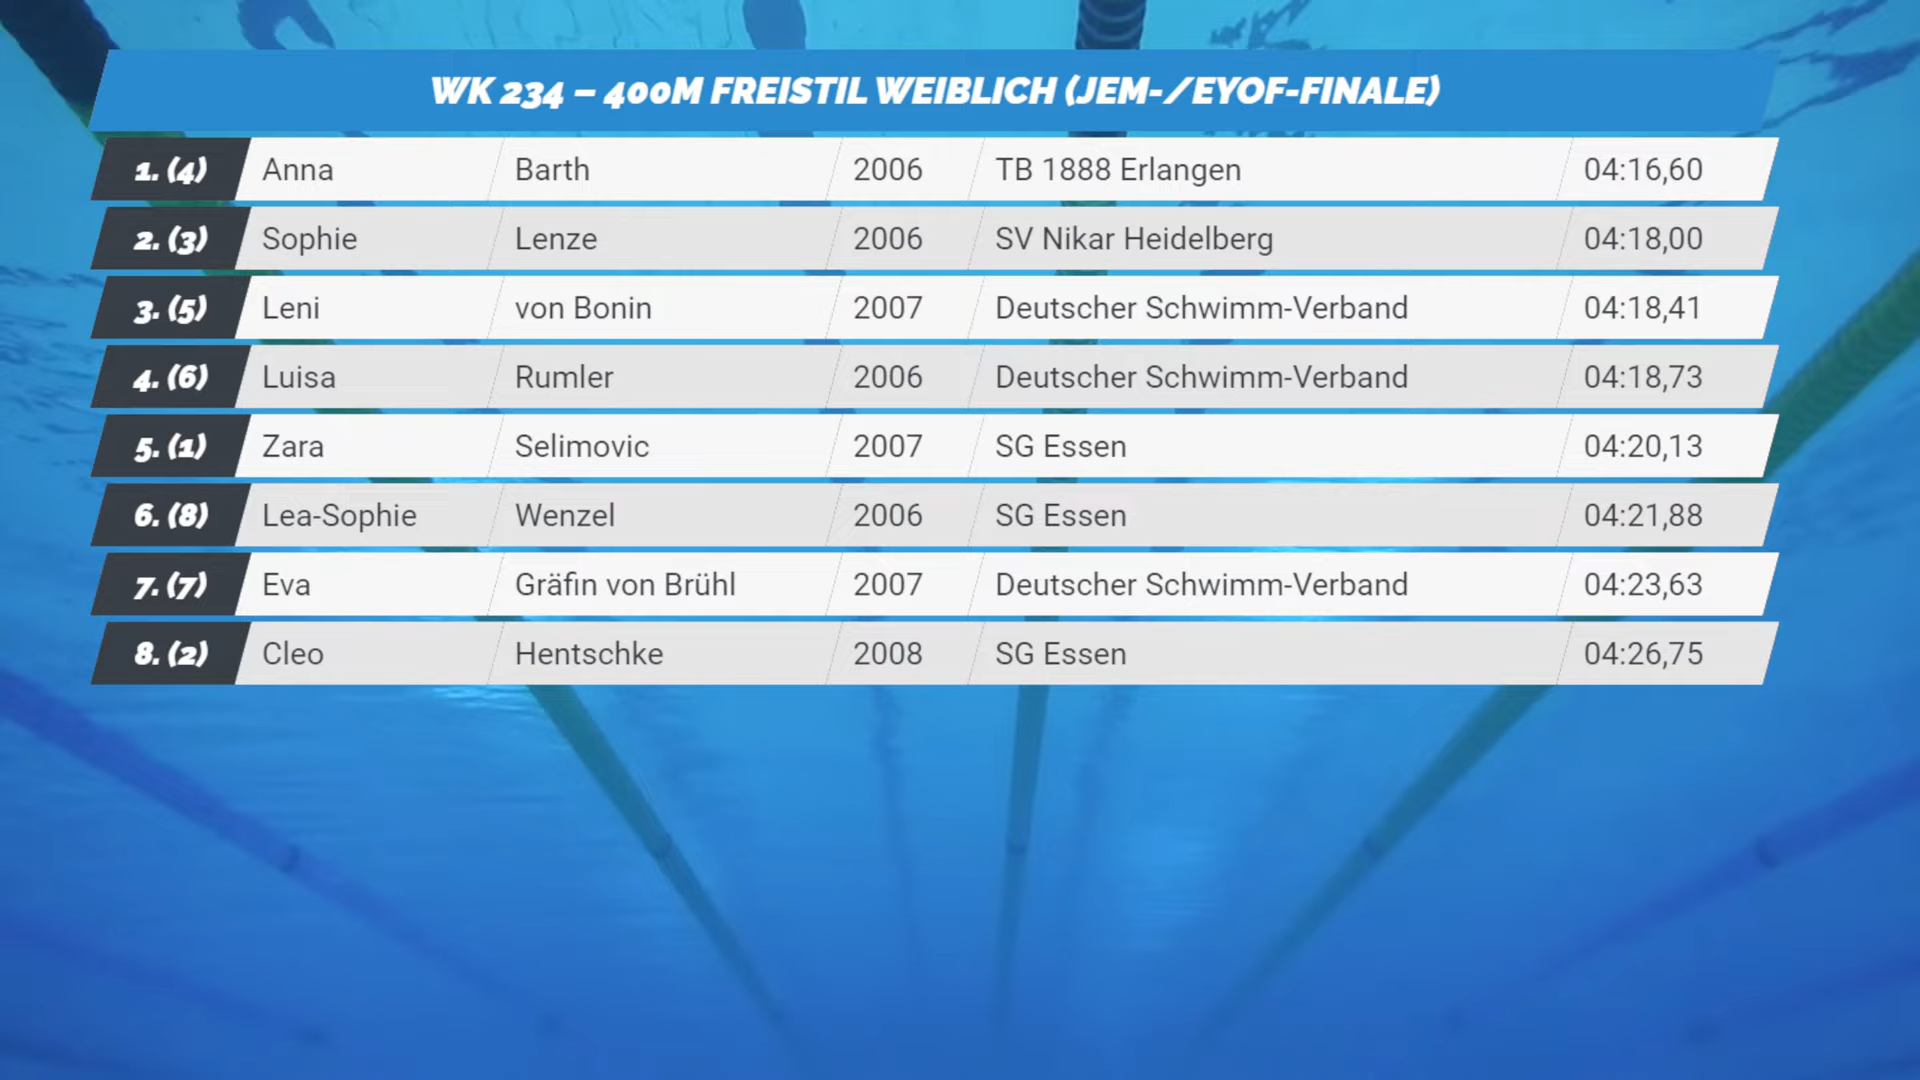 WK 234 – 400M FREISTIL WEIBLICH (JEM-/EYOF-FINALE)
1. (4) Anna Barth 2006 TB 1888 Erlangen 04:16,60
2. (3) Sophie Lenze 2006 SV Nikar Heidelberg 04:18,00
3. (5) Leni von Bonin 2007 Deutscher Schwimm-Verband 04:18,41
4. (6) Luisa Rumler 2006 Deutscher Schwimm-Verband 04:18,73
5. (1) Zara Selimovic 2007 SG Essen 04:20,13
6. (8) Lea-Sophie Wenzel 2006 SG Essen 04:21,88
7. (7) Eva Gräfin von Brühl 2007 Deutscher Schwimm-Verband 04:23,63
8. (2) Cleo Hentschke 2008 SG Essen 04:26,75